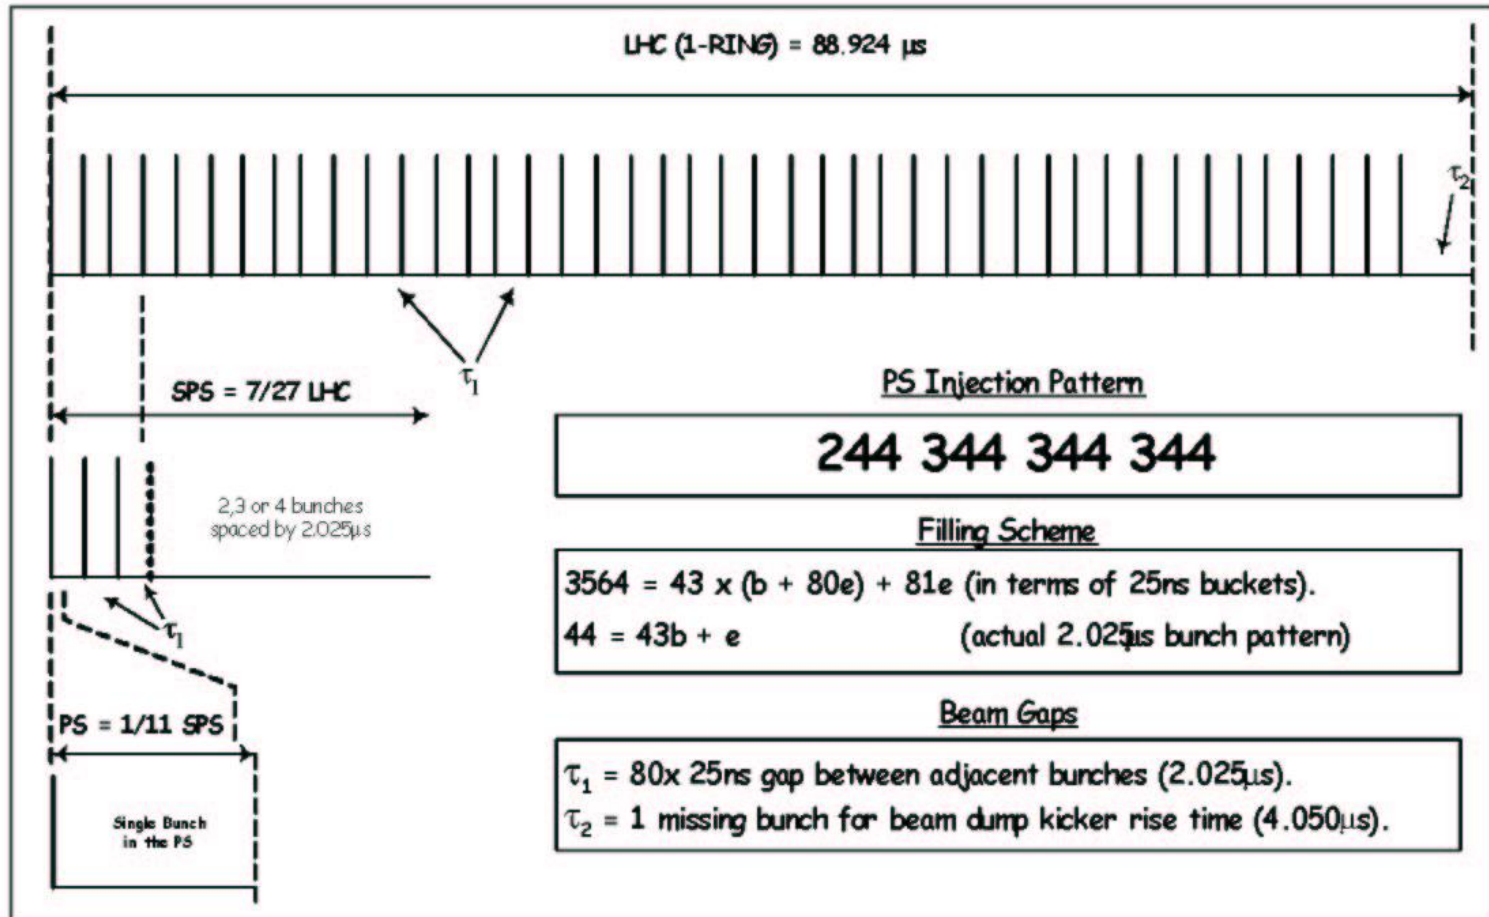 LHC (1-RING) = 88.924 µs
τ2
τ1
SPS = 7/27 LHC
PS Injection Pattern
244 344 344 344
2,3 or 4 bunches
spaced by 2.025µs
Filling Scheme
3564 = 43 x (b + 80e) + 81e (in terms of 25ns buckets).
44 = 43b + e (actual 2.025µs bunch pattern)
τ1
PS = 1/11 SPS
Beam Gaps
τ1 = 80x 25ns gap between adjacent bunches (2.025µs).
τ2 = 1 missing bunch for beam dump kicker rise time (4.050µs).
Single Bunch
in the PS